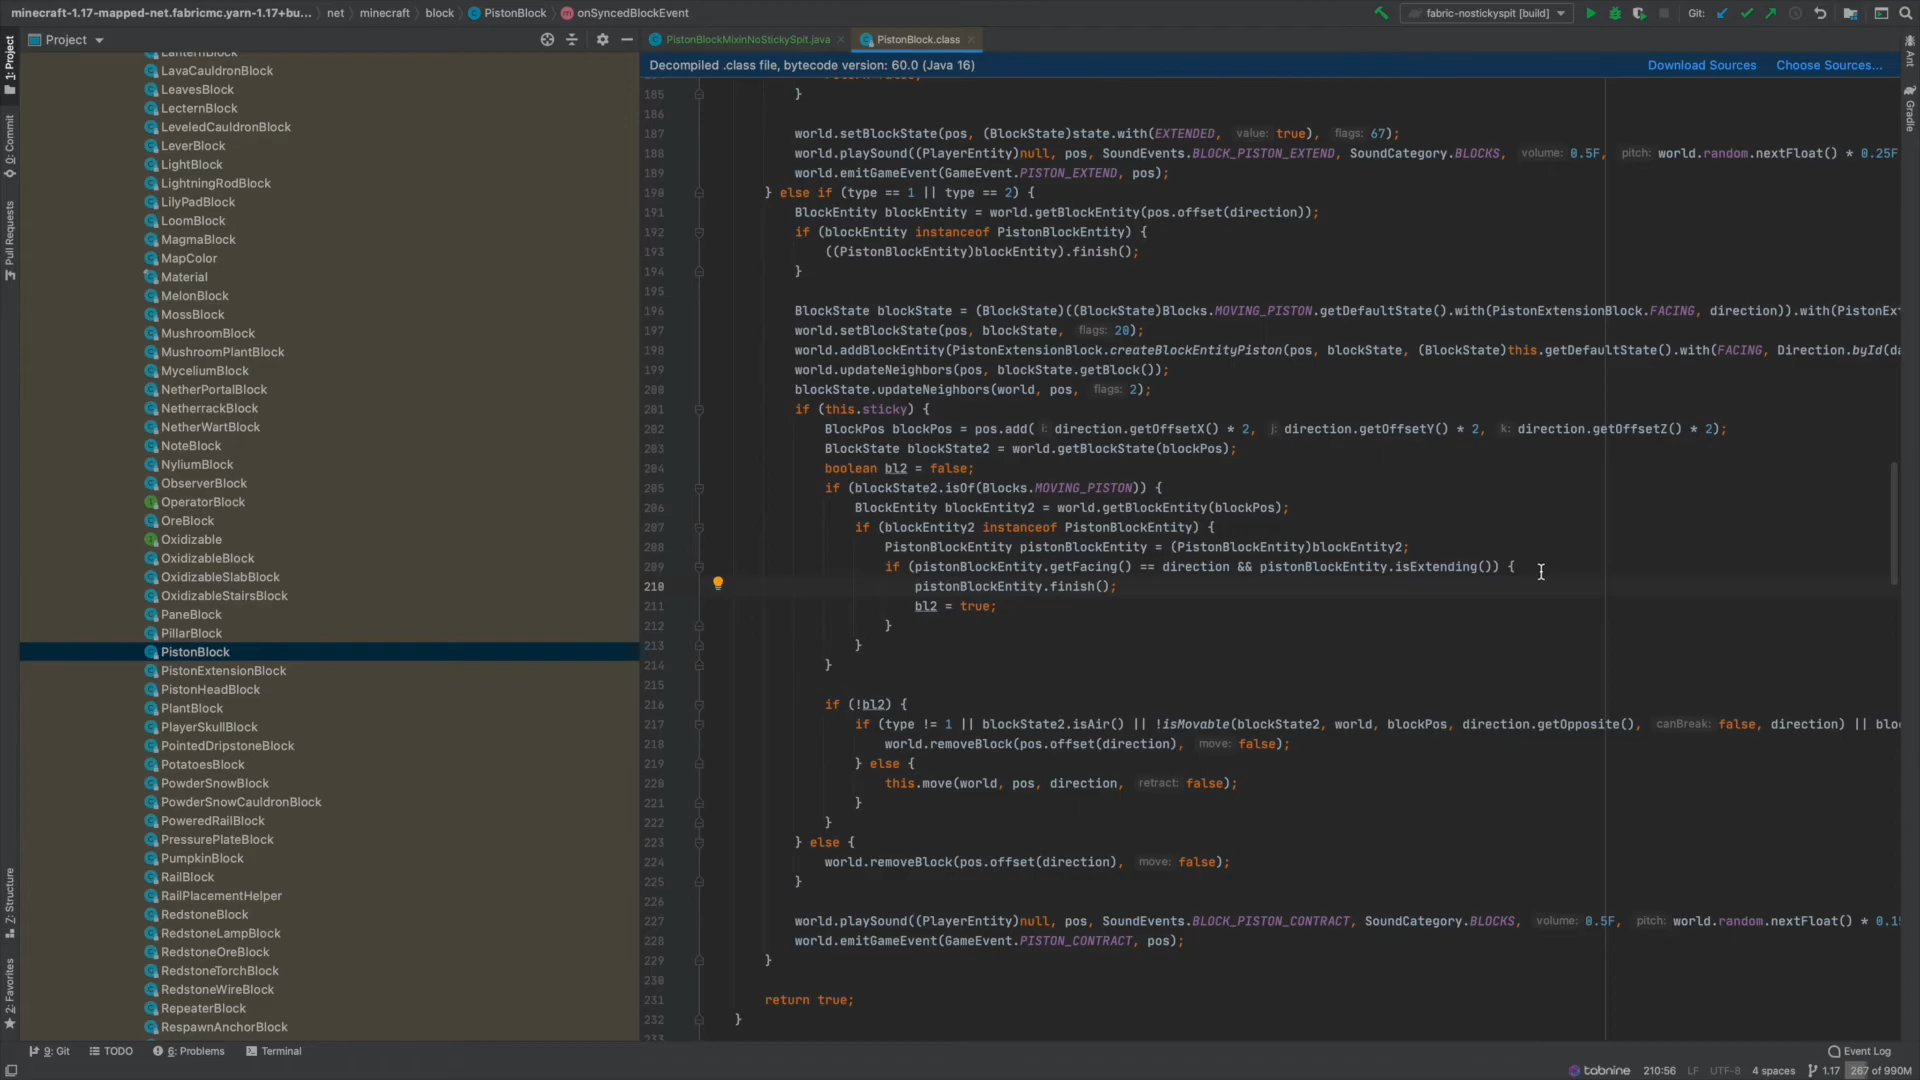 minecraft-1.17-mapped-net.fabricmc.yarn-1.17+bu... net minecraft block PistonBlock onSyncedBlockEvent fabric-nostickyspit [build] Git:
Project PistonBlockMixinNoStickySpit.java PistonBlock.class
Decompiled .class file, bytecode version: 60.0 (Java 16) Download Sources Choose Sources...
1: Project
0: Commit
Pull Requests
7: Structure
2: Favorites
Ant
Gradle
LanternBlock
LavaCauldronBlock
LeavesBlock
LecternBlock
LeveledCauldronBlock
LeverBlock
LightBlock
LightningRodBlock
LilyPadBlock
LoomBlock
MagmaBlock
MapColor
Material
MelonBlock
MossBlock
MushroomBlock
MushroomPlantBlock
MyceliumBlock
NetherPortalBlock
NetherrackBlock
NetherWartBlock
NoteBlock
NyliumBlock
ObserverBlock
OperatorBlock
OreBlock
Oxidizable
OxidizableBlock
OxidizableSlabBlock
OxidizableStairsBlock
PaneBlock
PillarBlock
PistonBlock
PistonExtensionBlock
PistonHeadBlock
PlantBlock
PlayerSkullBlock
PointedDripstoneBlock
PotatoesBlock
PowderSnowBlock
PowderSnowCauldronBlock
PoweredRailBlock
PressurePlateBlock
PumpkinBlock
RailBlock
RailPlacementHelper
RedstoneBlock
RedstoneLampBlock
RedstoneOreBlock
RedstoneTorchBlock
RedstoneWireBlock
RepeaterBlock
RespawnAnchorBlock
185 }
186
187 world.setBlockState(pos, (BlockState)state.with(EXTENDED, value: true), flags: 67);
188 world.playSound((PlayerEntity)null, pos, SoundEvents.BLOCK_PISTON_EXTEND, SoundCategory.BLOCKS, volume: 0.5F, pitch: world.random.nextFloat() * 0.25F
189 world.emitGameEvent(GameEvent.PISTON_EXTEND, pos);
190 } else if (type == 1 || type == 2) {
191 BlockEntity blockEntity = world.getBlockEntity(pos.offset(direction));
192 if (blockEntity instanceof PistonBlockEntity) {
193 ((PistonBlockEntity)blockEntity).finish();
194 }
195
196 BlockState blockState = (BlockState)((BlockState)Blocks.MOVING_PISTON.getDefaultState().with(PistonExtensionBlock.FACING, direction)).with(PistonEx
197 world.setBlockState(pos, blockState, flags: 20);
198 world.addBlockEntity(PistonExtensionBlock.createBlockEntityPiston(pos, blockState, (BlockState)this.getDefaultState().with(FACING, Direction.byId(da
199 world.updateNeighbors(pos, blockState.getBlock());
200 blockState.updateNeighbors(world, pos, flags: 2);
201 if (this.sticky) {
202 BlockPos blockPos = pos.add( i: direction.getOffsetX() * 2, j: direction.getOffsetY() * 2, k: direction.getOffsetZ() * 2);
203 BlockState blockState2 = world.getBlockState(blockPos);
204 boolean bl2 = false;
205 if (blockState2.isOf(Blocks.MOVING_PISTON)) {
206 BlockEntity blockEntity2 = world.getBlockEntity(blockPos);
207 if (blockEntity2 instanceof PistonBlockEntity) {
208 PistonBlockEntity pistonBlockEntity = (PistonBlockEntity)blockEntity2;
209 if (pistonBlockEntity.getFacing() == direction && pistonBlockEntity.isExtending()) {
210 pistonBlockEntity.finish();
211 bl2 = true;
212 }
213 }
214 }
215
216 if (!bl2) {
217 if (type != 1 || blockState2.isAir() || !isMovable(blockState2, world, blockPos, direction.getOpposite(), canBreak: false, direction) || bloc
218 world.removeBlock(pos.offset(direction), move: false);
219 } else {
220 this.move(world, pos, direction, retract: false);
221 }
222 }
223 } else {
224 world.removeBlock(pos.offset(direction), move: false);
225 }
226
227 world.playSound((PlayerEntity)null, pos, SoundEvents.BLOCK_PISTON_CONTRACT, SoundCategory.BLOCKS, volume: 0.5F, pitch: world.random.nextFloat() * 0.15
228 world.emitGameEvent(GameEvent.PISTON_CONTRACT, pos);
229 }
230
231 return true;
232 }
9: Git TODO 6: Problems Terminal Event Log
tabnine 210:56 LF UTF-8 4 spaces 1.17 267 of 990M